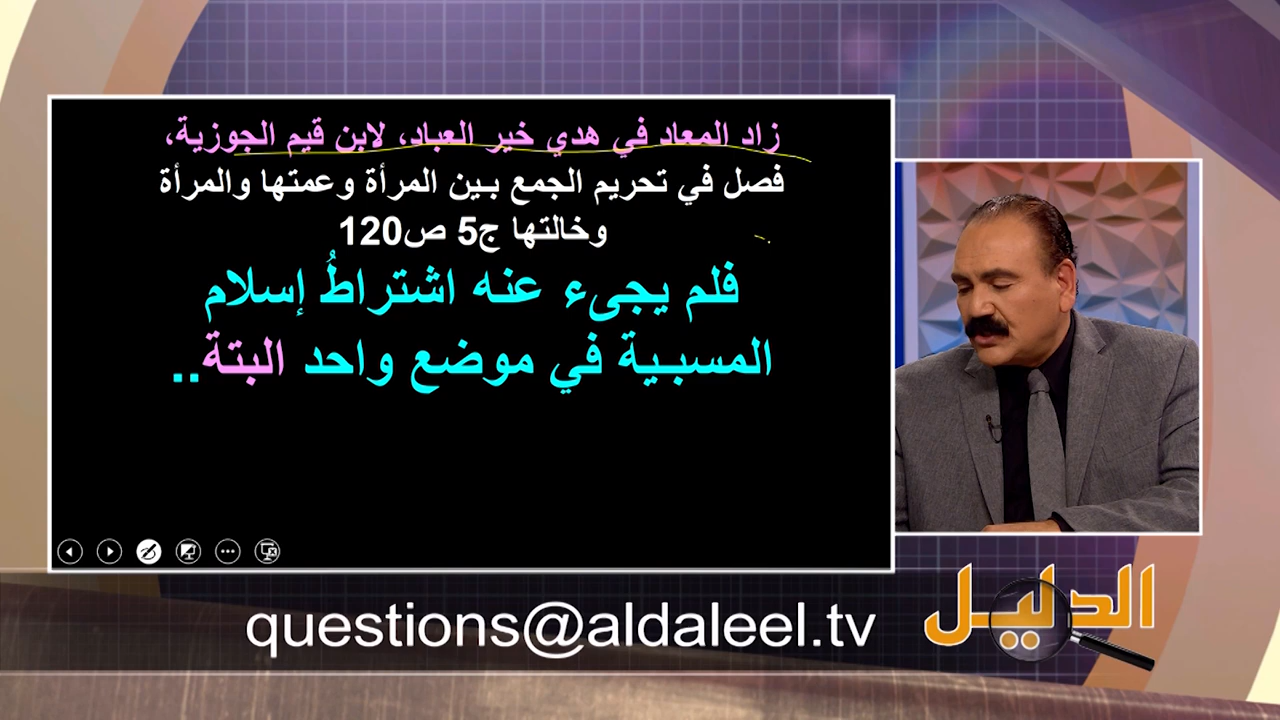 زاد المعاد في هدي خير العباد، لابن قيم الجوزية،
فصل في تحريم الجمع بين المرأة وعمتها والمرأة
وخالتها ج5 ص120
فلم يجىء عنه اشتراطُ إسلام
المسبية في موضع واحد البتة..
questions@aldaleel.tv
الدليل